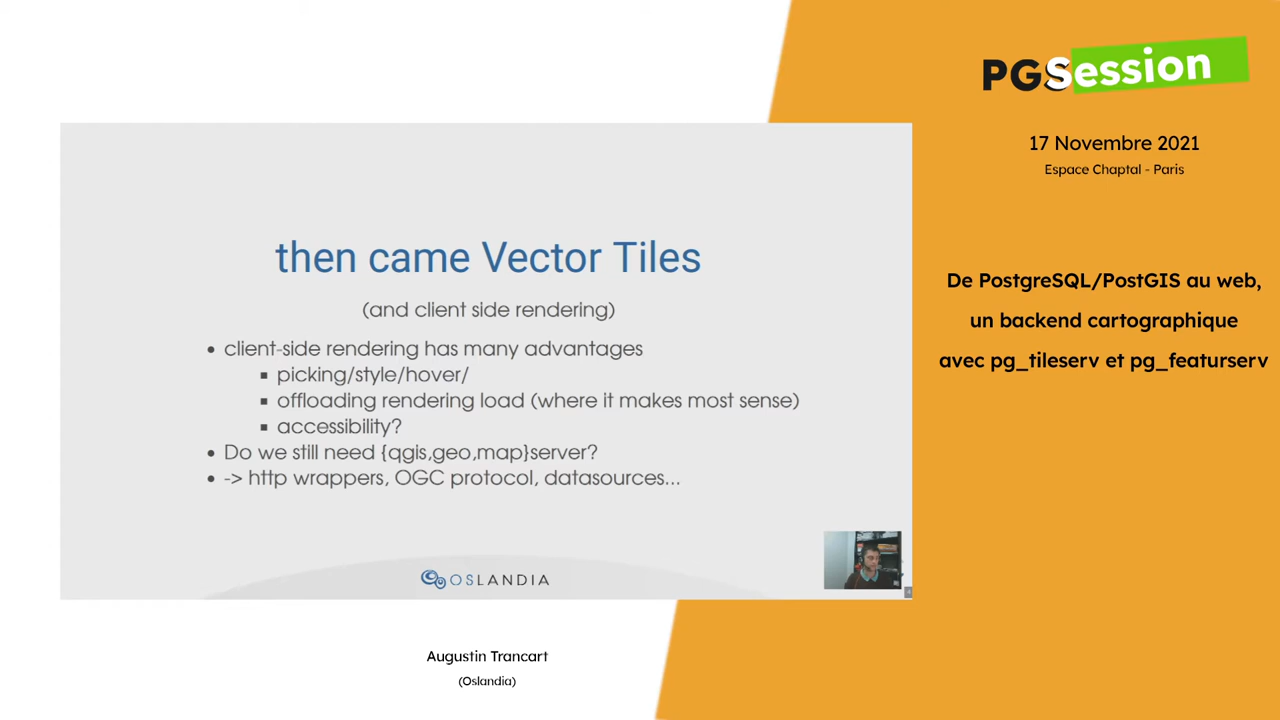 PGSession
17 Novembre 2021
Espace Chaptal - Paris
De PostgreSQL/PostGIS au web,
un backend cartographique
avec pg_tileserv et pg_featurserv
then came Vector Tiles
(and client side rendering)
• client-side rendering has many advantages
▪ picking/style/hover/
▪ offloading rendering load (where it makes most sense)
▪ accessibility?
• Do we still need {qgis,geo,map}server?
• -> http wrappers, OGC protocol, datasources...
OSLANDIA
Augustin Trancart
(Oslandia)